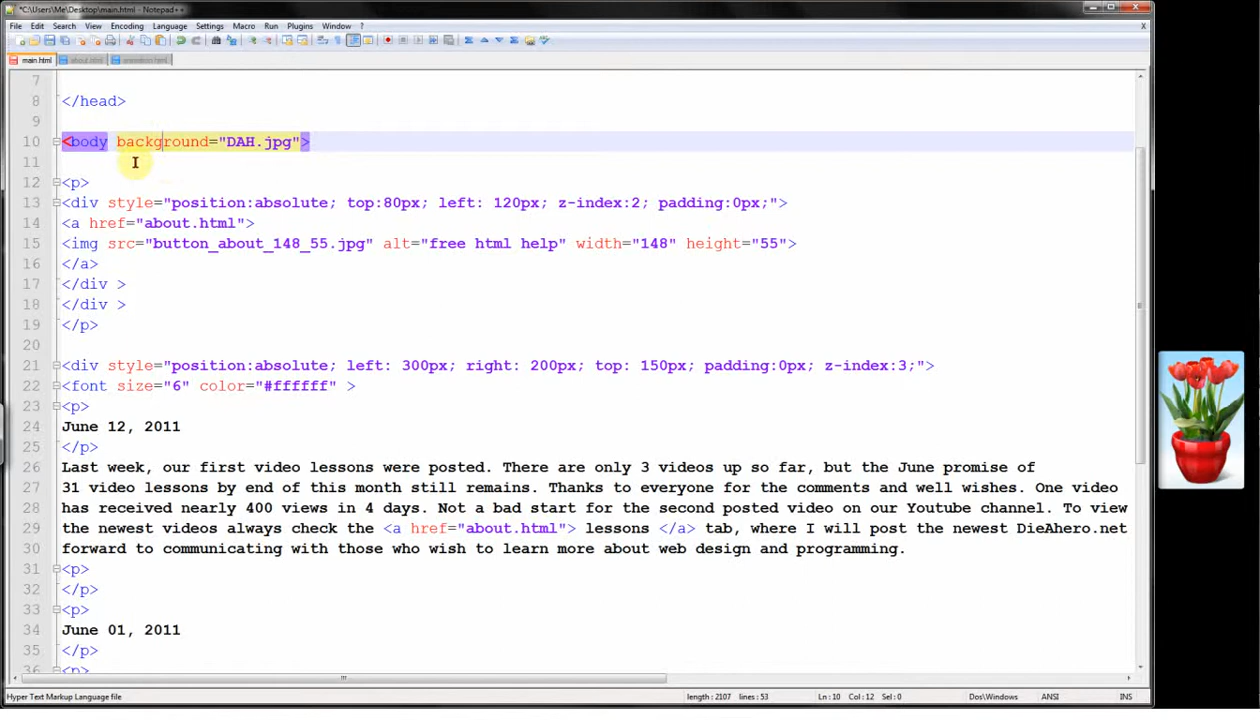 *C:\Users\Me\Desktop\main.html - Notepad++
File Edit Search View Encoding Language Settings Macro Run Plugins Window ? X
main.html about.html
7
8 </head>
9
10 <body background="DAH.jpg">
11
12 <p>
13 <div style="position:absolute; top:80px; left: 120px; z-index:2; padding:0px;">
14 <a href="about.html">
15 <img src="button_about_148_55.jpg" alt="free html help" width="148" height="55">
16 </a>
17 </div >
18 </div >
19 </p>
20
21 <div style="position:absolute; left: 300px; right: 200px; top: 150px; padding:0px; z-index:3;">
22 <font size="6" color="#ffffff" >
23 <p>
24 June 12, 2011
25 </p>
26 Last week, our first video lessons were posted. There are only 3 videos up so far, but the June promise of
27 31 video lessons by end of this month still remains. Thanks to everyone for the comments and well wishes. One video
28 has received nearly 400 views in 4 days. Not a bad start for the second posted video on our Youtube channel. To view
29 the newest videos always check the <a href="about.html"> lessons </a> tab, where I will post the newest DieAhero.net
30 forward to communicating with those who wish to learn more about web design and programming.
31 <p>
32 </p>
33 <p>
34 June 01, 2011
35 </p>
36 <p>
Hyper Text Markup Language file length : 2107 lines : 53 Ln : 10 Col : 12 Sel : 0 Dos\Windows ANSI INS